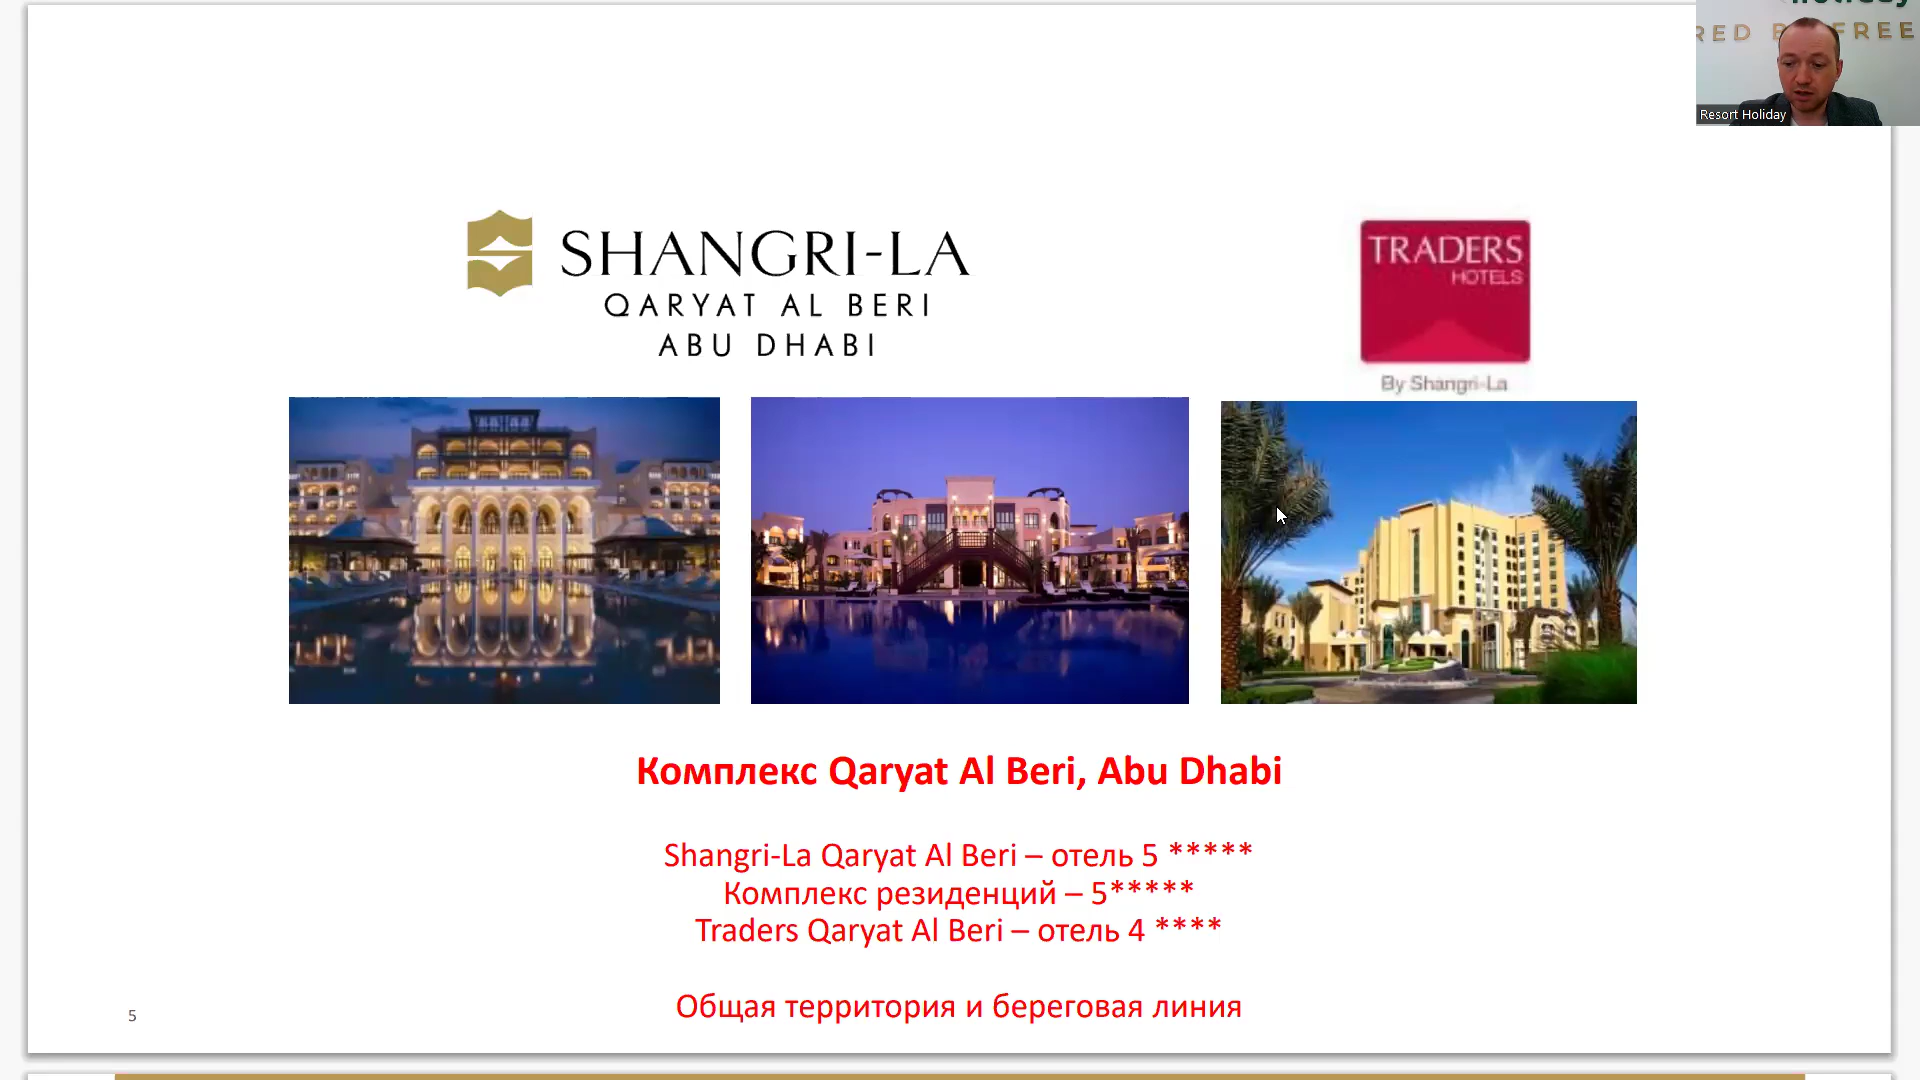 RED
FREE
Resort Holiday
SHANGRI-LA
QARYAT AL BERI
ABU DHABI
TRADERS
HOTELS
By Shangri-La
Комплекс Qaryat Al Beri, Abu Dhabi
Shangri-La Qaryat Al Beri – отель 5 *****
Комплекс резиденций – 5*****
Traders Qaryat Al Beri – отель 4 ****
Общая территория и береговая линия
5